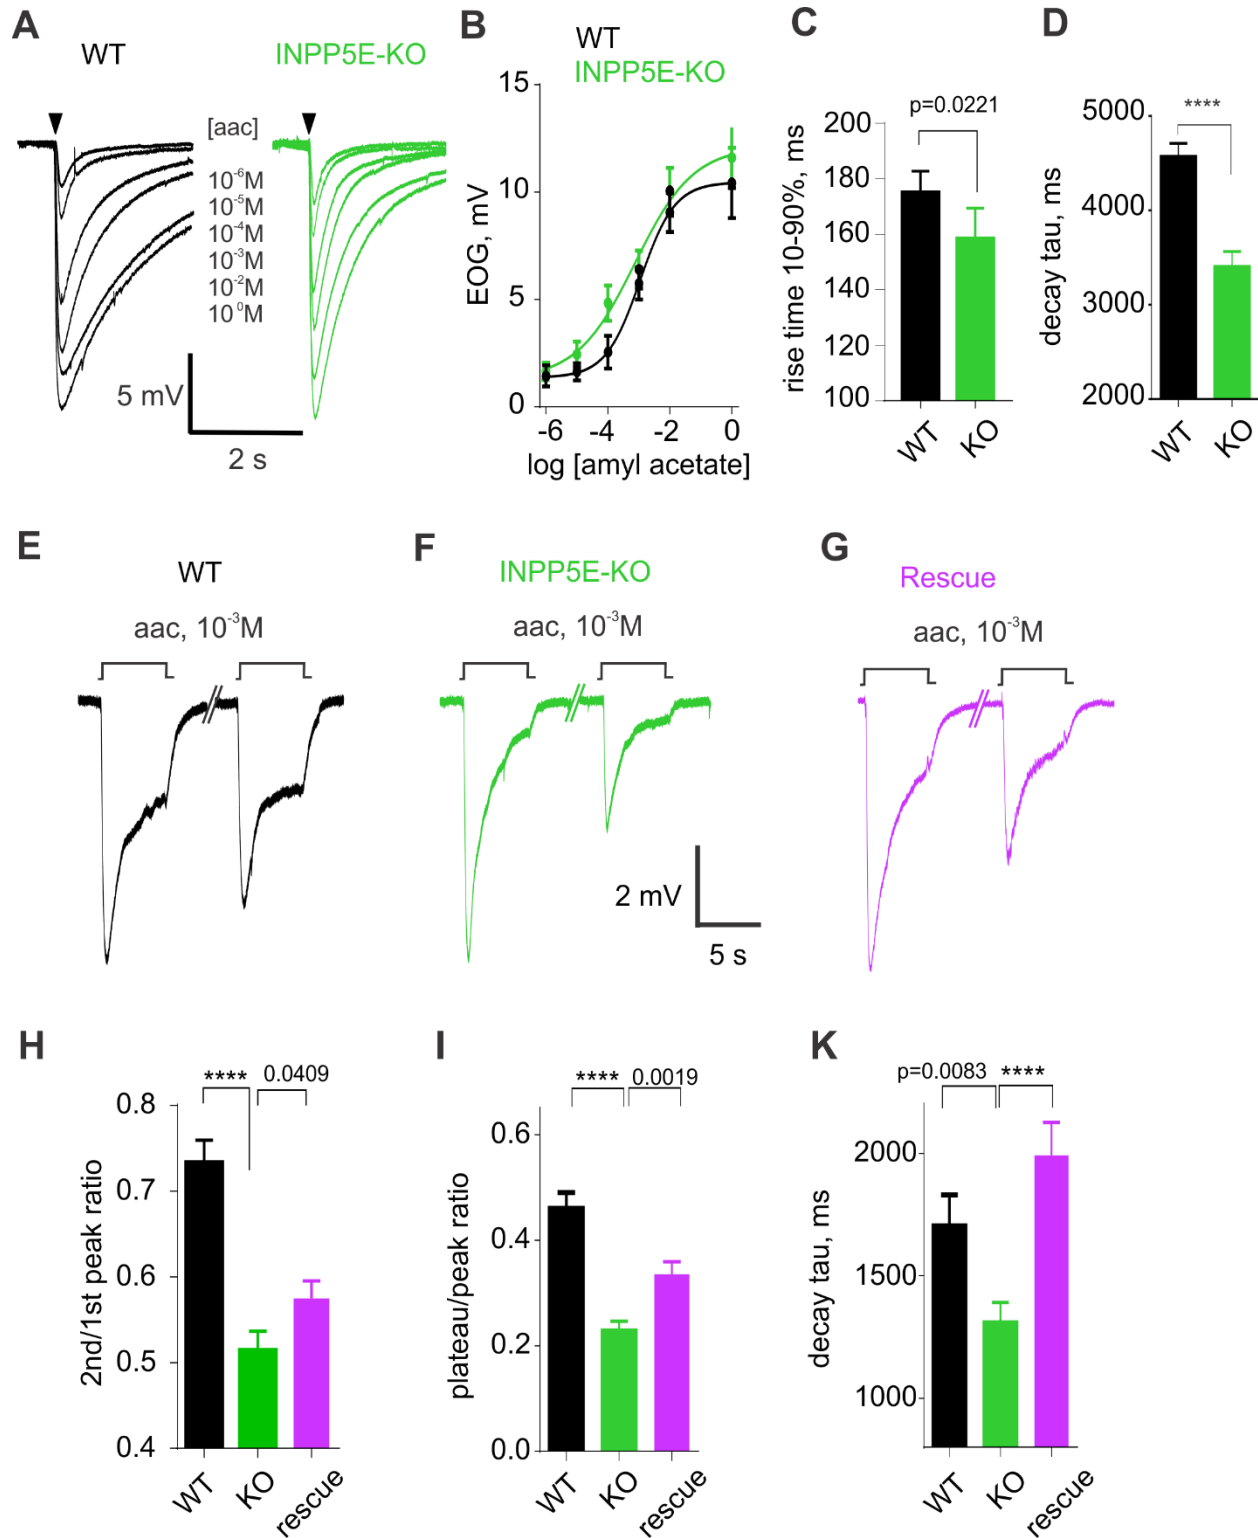 A
WT
INPP5E-KO
[aac]
10⁻⁶M
10⁻⁵M
10⁻⁴M
10⁻³M
10⁻²M
10⁰M
5 mV
2 s
B
WT
INPP5E-KO
15
10
5
0
EOG, mV
-6 -4 -2 0
log [amyl acetate]
C
p=0.0221
200
180
160
140
120
100
rise time 10-90%, ms
WT KO
D
****
5000
4000
3000
2000
decay tau, ms
WT KO
E
WT
aac, 10⁻³M
F
INPP5E-KO
aac, 10⁻³M
2 mV
5 s
G
Rescue
aac, 10⁻³M
H
**** 0.0409
0.8
0.7
0.6
0.5
0.4
2nd/1st peak ratio
WT KO rescue
I
**** 0.0019
0.6
0.4
0.2
0.0
plateau/peak ratio
WT KO rescue
K
p=0.0083 ****
2000
1500
1000
decay tau, ms
WT KO rescue